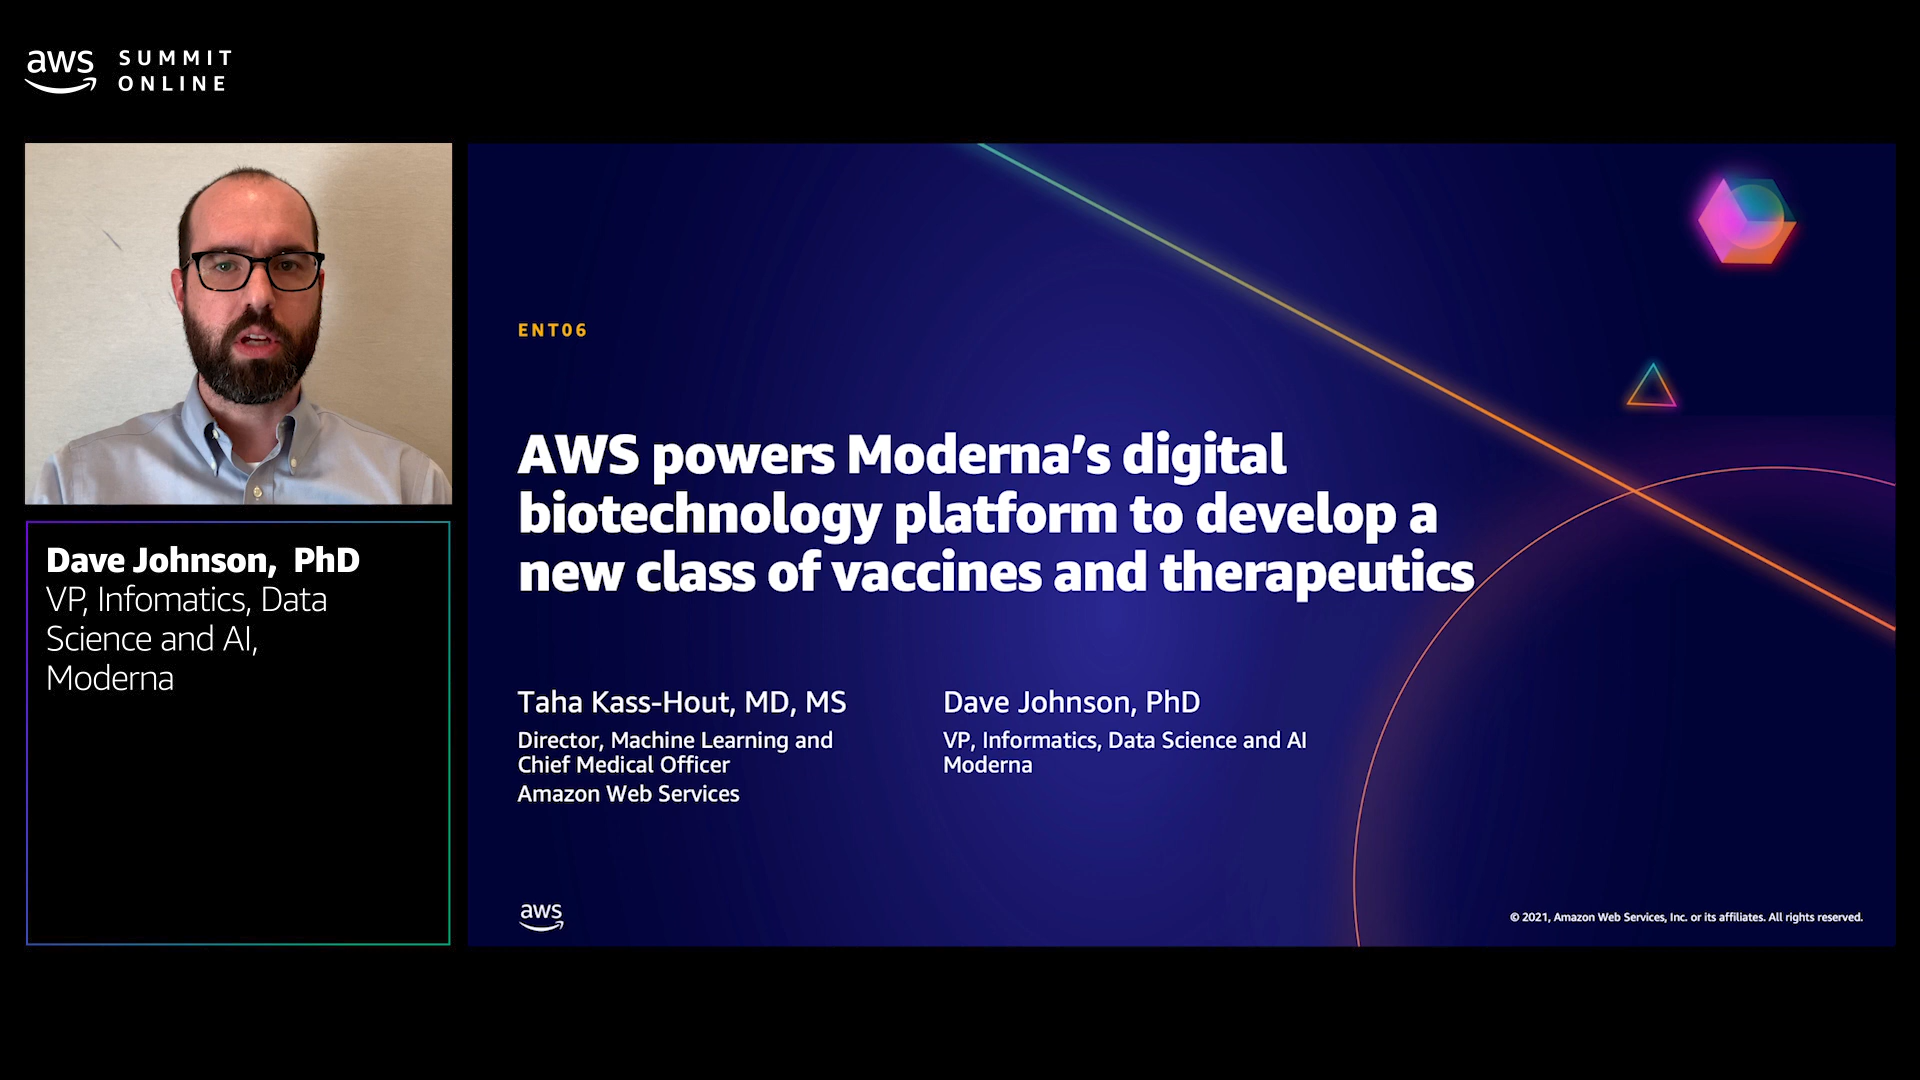 aws SUMMIT
ONLINE
Dave Johnson, PhD
VP, Infomatics, Data
Science and AI,
Moderna
ENT06
AWS powers Moderna’s digital
biotechnology platform to develop a
new class of vaccines and therapeutics
Taha Kass-Hout, MD, MS
Director, Machine Learning and
Chief Medical Officer
Amazon Web Services
Dave Johnson, PhD
VP, Informatics, Data Science and AI
Moderna
aws
© 2021, Amazon Web Services, Inc. or its affiliates. All rights reserved.